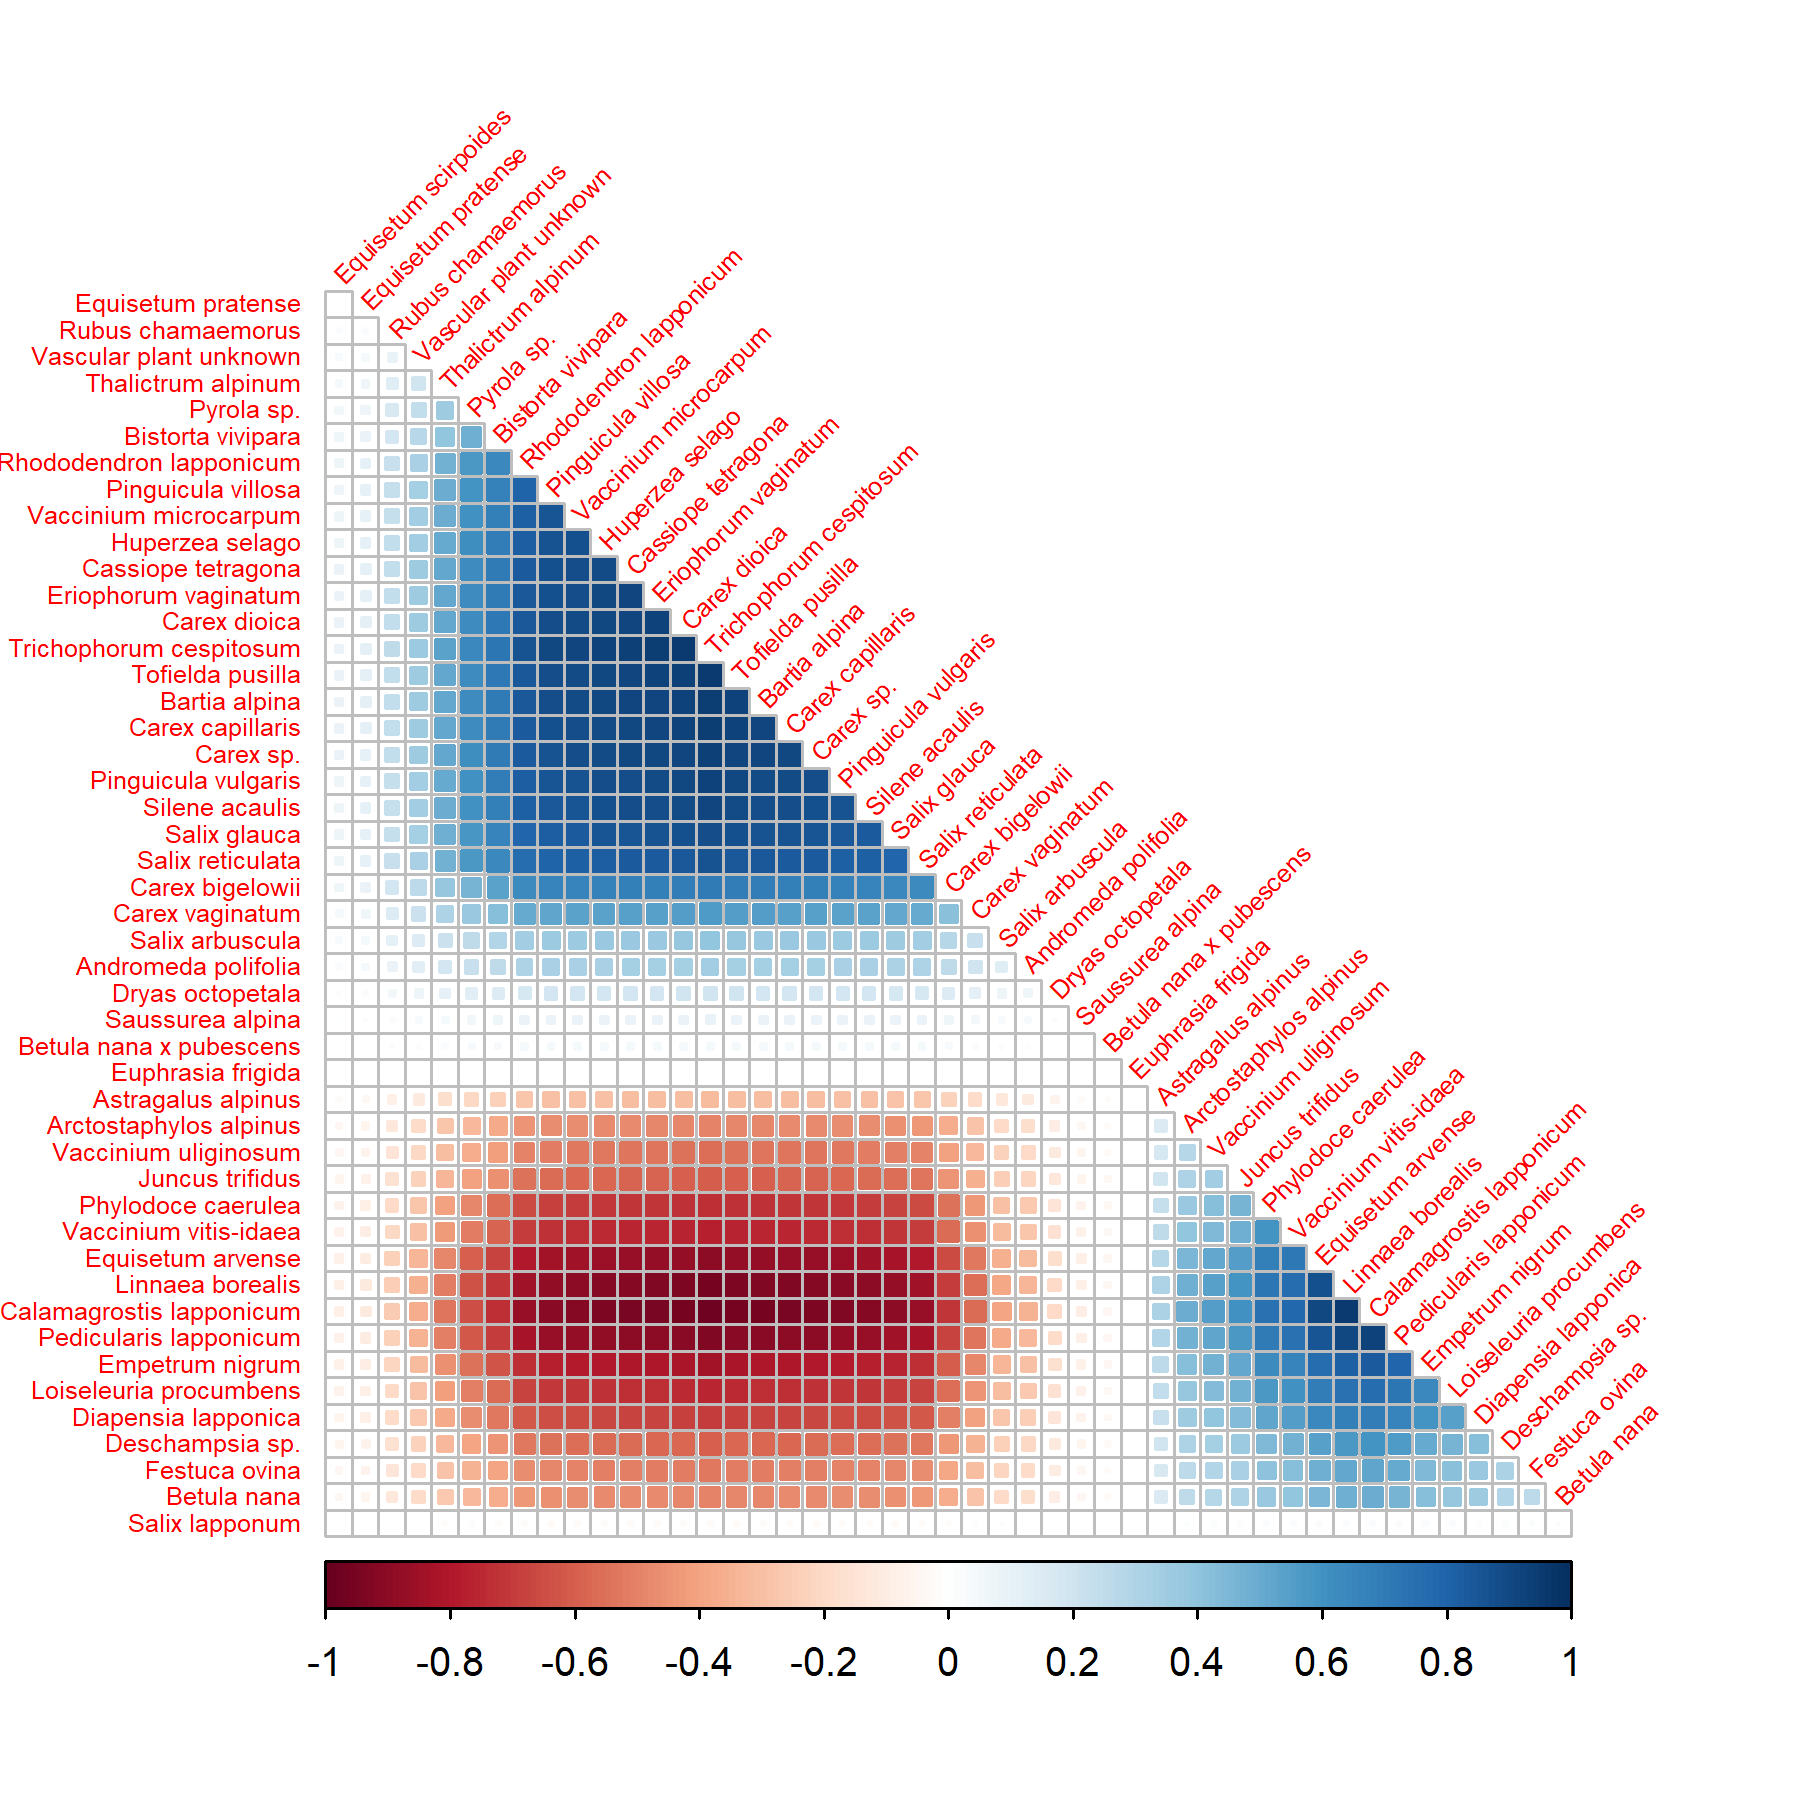 Equisetum scirpoides
Equisetum pratense
Rubus chamaemorus
Vascular plant unknown
Thalictrum alpinum
Pyrola sp.
Bistorta vivipara
Rhododendron lapponicum
Pinguicula villosa
Vaccinium microcarpum
Huperzea selago
Cassiope tetragona
Eriophorum vaginatum
Carex dioica
Trichophorum cespitosum
Tofielda pusilla
Bartia alpina
Carex capillaris
Carex sp.
Pinguicula vulgaris
Silene acaulis
Salix glauca
Salix reticulata
Carex bigelowii
Carex vaginatum
Salix arbuscula
Andromeda polifolia
Dryas octopetala
Saussurea alpina
Betula nana x pubescens
Euphrasia frigida
Astragalus alpinus
Arctostaphylos alpinus
Vaccinium uliginosum
Juncus trifidus
Phylodoce caerulea
Vaccinium vitis-idaea
Equisetum arvense
Linnaea borealis
Calamagrostis lapponicum
Pedicularis lapponicum
Empetrum nigrum
Loiseleuria procumbens
Diapensia lapponica
Deschampsia sp.
Festuca ovina
Betula nana
Equisetum pratense
Rubus chamaemorus
Vascular plant unknown
Thalictrum alpinum
Pyrola sp.
Bistorta vivipara
Rhododendron lapponicum
Pinguicula villosa
Vaccinium microcarpum
Huperzea selago
Cassiope tetragona
Eriophorum vaginatum
Carex dioica
Trichophorum cespitosum
Tofielda pusilla
Bartia alpina
Carex capillaris
Carex sp.
Pinguicula vulgaris
Silene acaulis
Salix glauca
Salix reticulata
Carex bigelowii
Carex vaginatum
Salix arbuscula
Andromeda polifolia
Dryas octopetala
Saussurea alpina
Betula nana x pubescens
Euphrasia frigida
Astragalus alpinus
Arctostaphylos alpinus
Vaccinium uliginosum
Juncus trifidus
Phylodoce caerulea
Vaccinium vitis-idaea
Equisetum arvense
Linnaea borealis
Calamagrostis lapponicum
Pedicularis lapponicum
Empetrum nigrum
Loiseleuria procumbens
Diapensia lapponica
Deschampsia sp.
Festuca ovina
Betula nana
Salix lapponum
-1 -0.8 -0.6 -0.4 -0.2 0 0.2 0.4 0.6 0.8 1